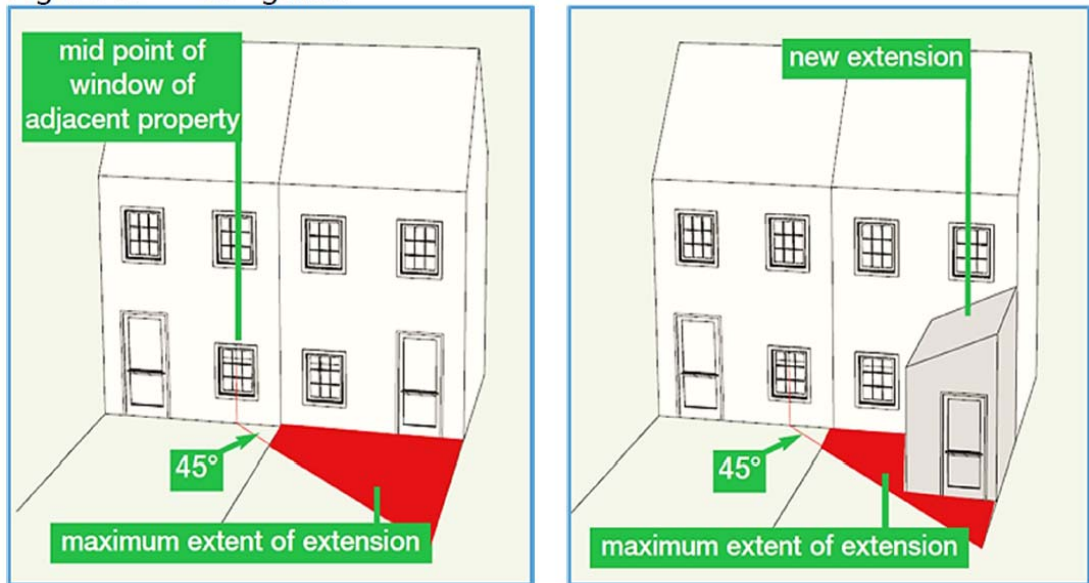 mid point of
window of
adjacent property
45°
maximum extent of extension
new extension
45°
maximum extent of extension